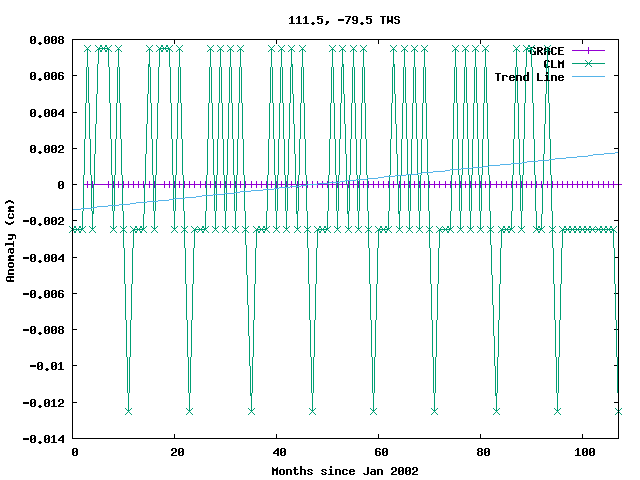 111.5, -79.5 TWS
GRACE
CLM
Trend Line
0.008
0.006
0.004
0.002
0
-0.002
-0.004
-0.006
-0.008
-0.01
-0.012
-0.014
Anomaly (cm)
0 20 40 60 80 100
Months since Jan 2002